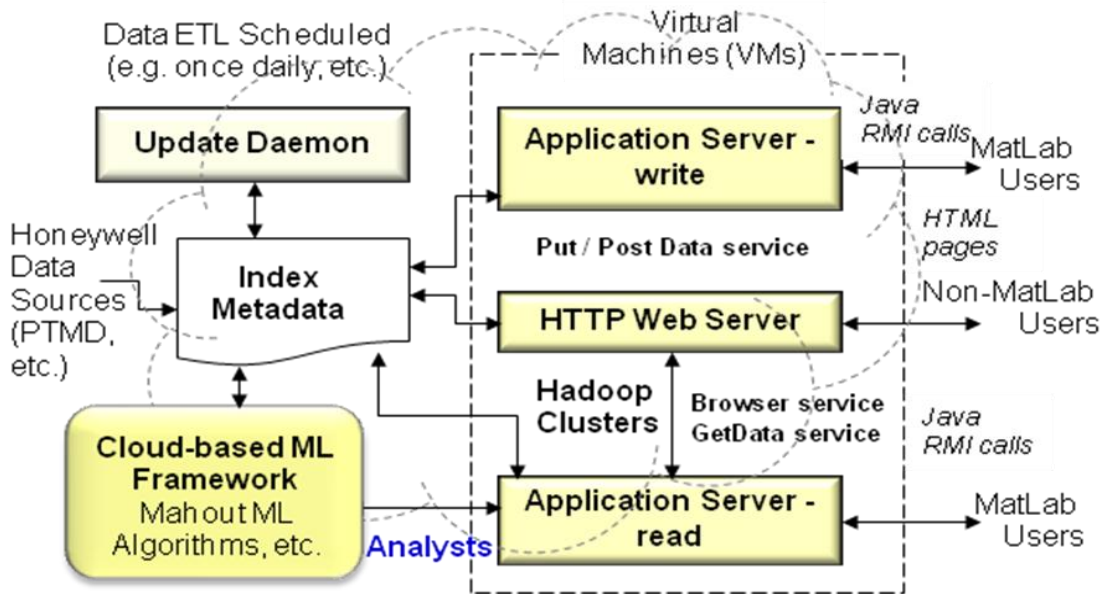 Data ETL Scheduled
(e.g. once daily, etc.)
Virtual
Machines (VMs)
Update Daemon
Application Server -
write
Java
RMI calls
MatLab
Users
Honeywell
Data
Sources
(PTMD,
etc.)
Index
Metadata
Put / Post Data service
HTML
pages
HTTP Web Server
Non-MatLab
Users
Hadoop
Clusters
Browser service
GetData service
Java
RMI calls
Cloud-based ML
Framework
Mahout ML
Algorithms, etc.
Analysts
Application Server -
read
MatLab
Users